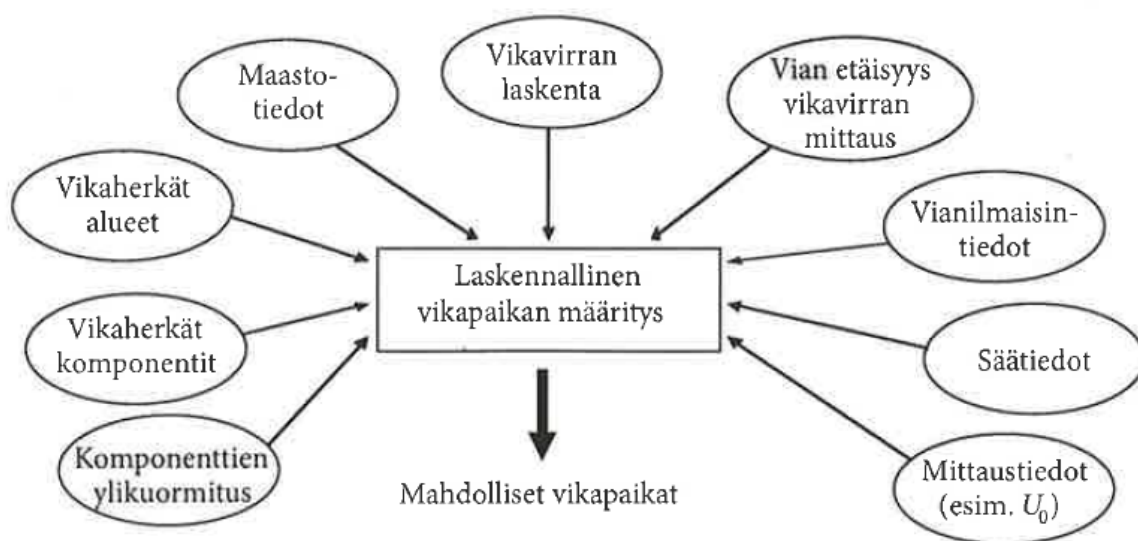 Maasto-
tiedot
Vikavirran
laskenta
Vian etäisyys
vikavirran
mittaus
Vikaherkät
alueet
Vianilmaisin-
tiedot
Laskennallinen
vikapaikan määritys
Vikaherkät
komponentit
Säätiedot
Komponenttien
ylikuormitus
Mahdolliset vikapaikat
Mittaustiedot
(esim. U₀)